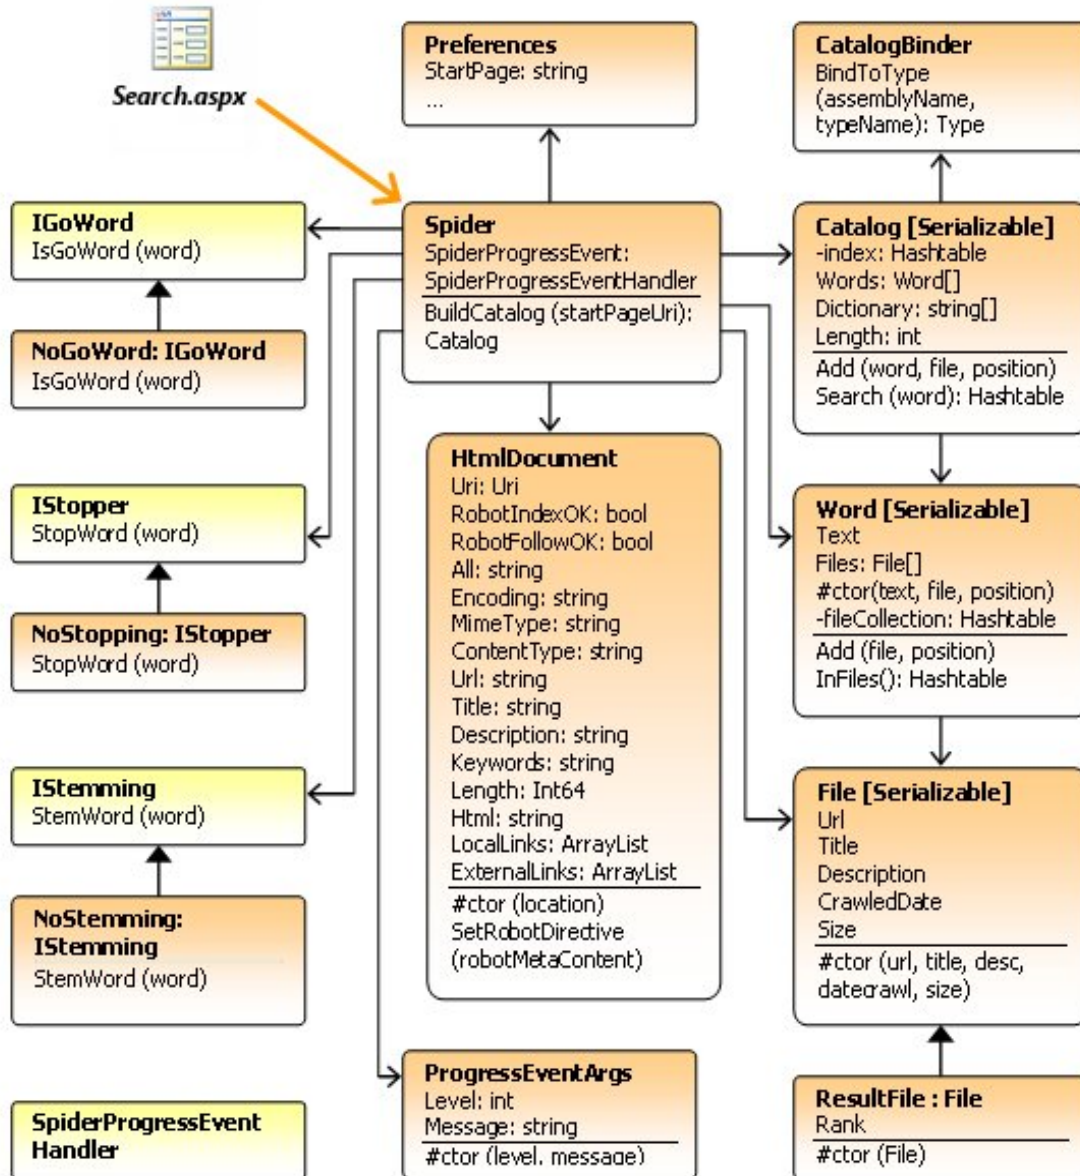 Search.aspx
Preferences
StartPage: string
...
CatalogBinder
BindToType
(assemblyName,
typeName): Type
IGoWord
IsGoWord (word)
NoGoWord: IGoWord
IsGoWord (word)
Spider
SpiderProgressEvent:
SpiderProgressEventHandler
BuildCatalog (startPageUri):
Catalog
Catalog [Serializable]
-index: Hashtable
Words: Word[]
Dictionary: string[]
Length: int
Add (word, file, position)
Search (word): Hashtable
IStopper
StopWord (word)
NoStopping: IStopper
StopWord (word)
HtmlDocument
Uri: Uri
RobotIndexOK: bool
RobotFollowOK: bool
All: string
Encoding: string
MimeType: string
ContentType: string
Url: string
Title: string
Description: string
Keywords: string
Length: Int64
Html: string
LocalLinks: ArrayList
ExternalLinks: ArrayList
#ctor (location)
SetRobotDirective
(robotMetaContent)
Word [Serializable]
Text
Files: File[]
#ctor(text, file, position)
-fileCollection: Hashtable
Add (file, position)
InFiles(): Hashtable
IStemming
StemWord (word)
NoStemming:
IStemming
StemWord (word)
File [Serializable]
Url
Title
Description
CrawledDate
Size
#ctor (url, title, desc,
datecrawl, size)
SpiderProgressEvent
Handler
ProgressEventArgs
Level: int
Message: string
#ctor (level, message)
ResultFile : File
Rank
#ctor (File)